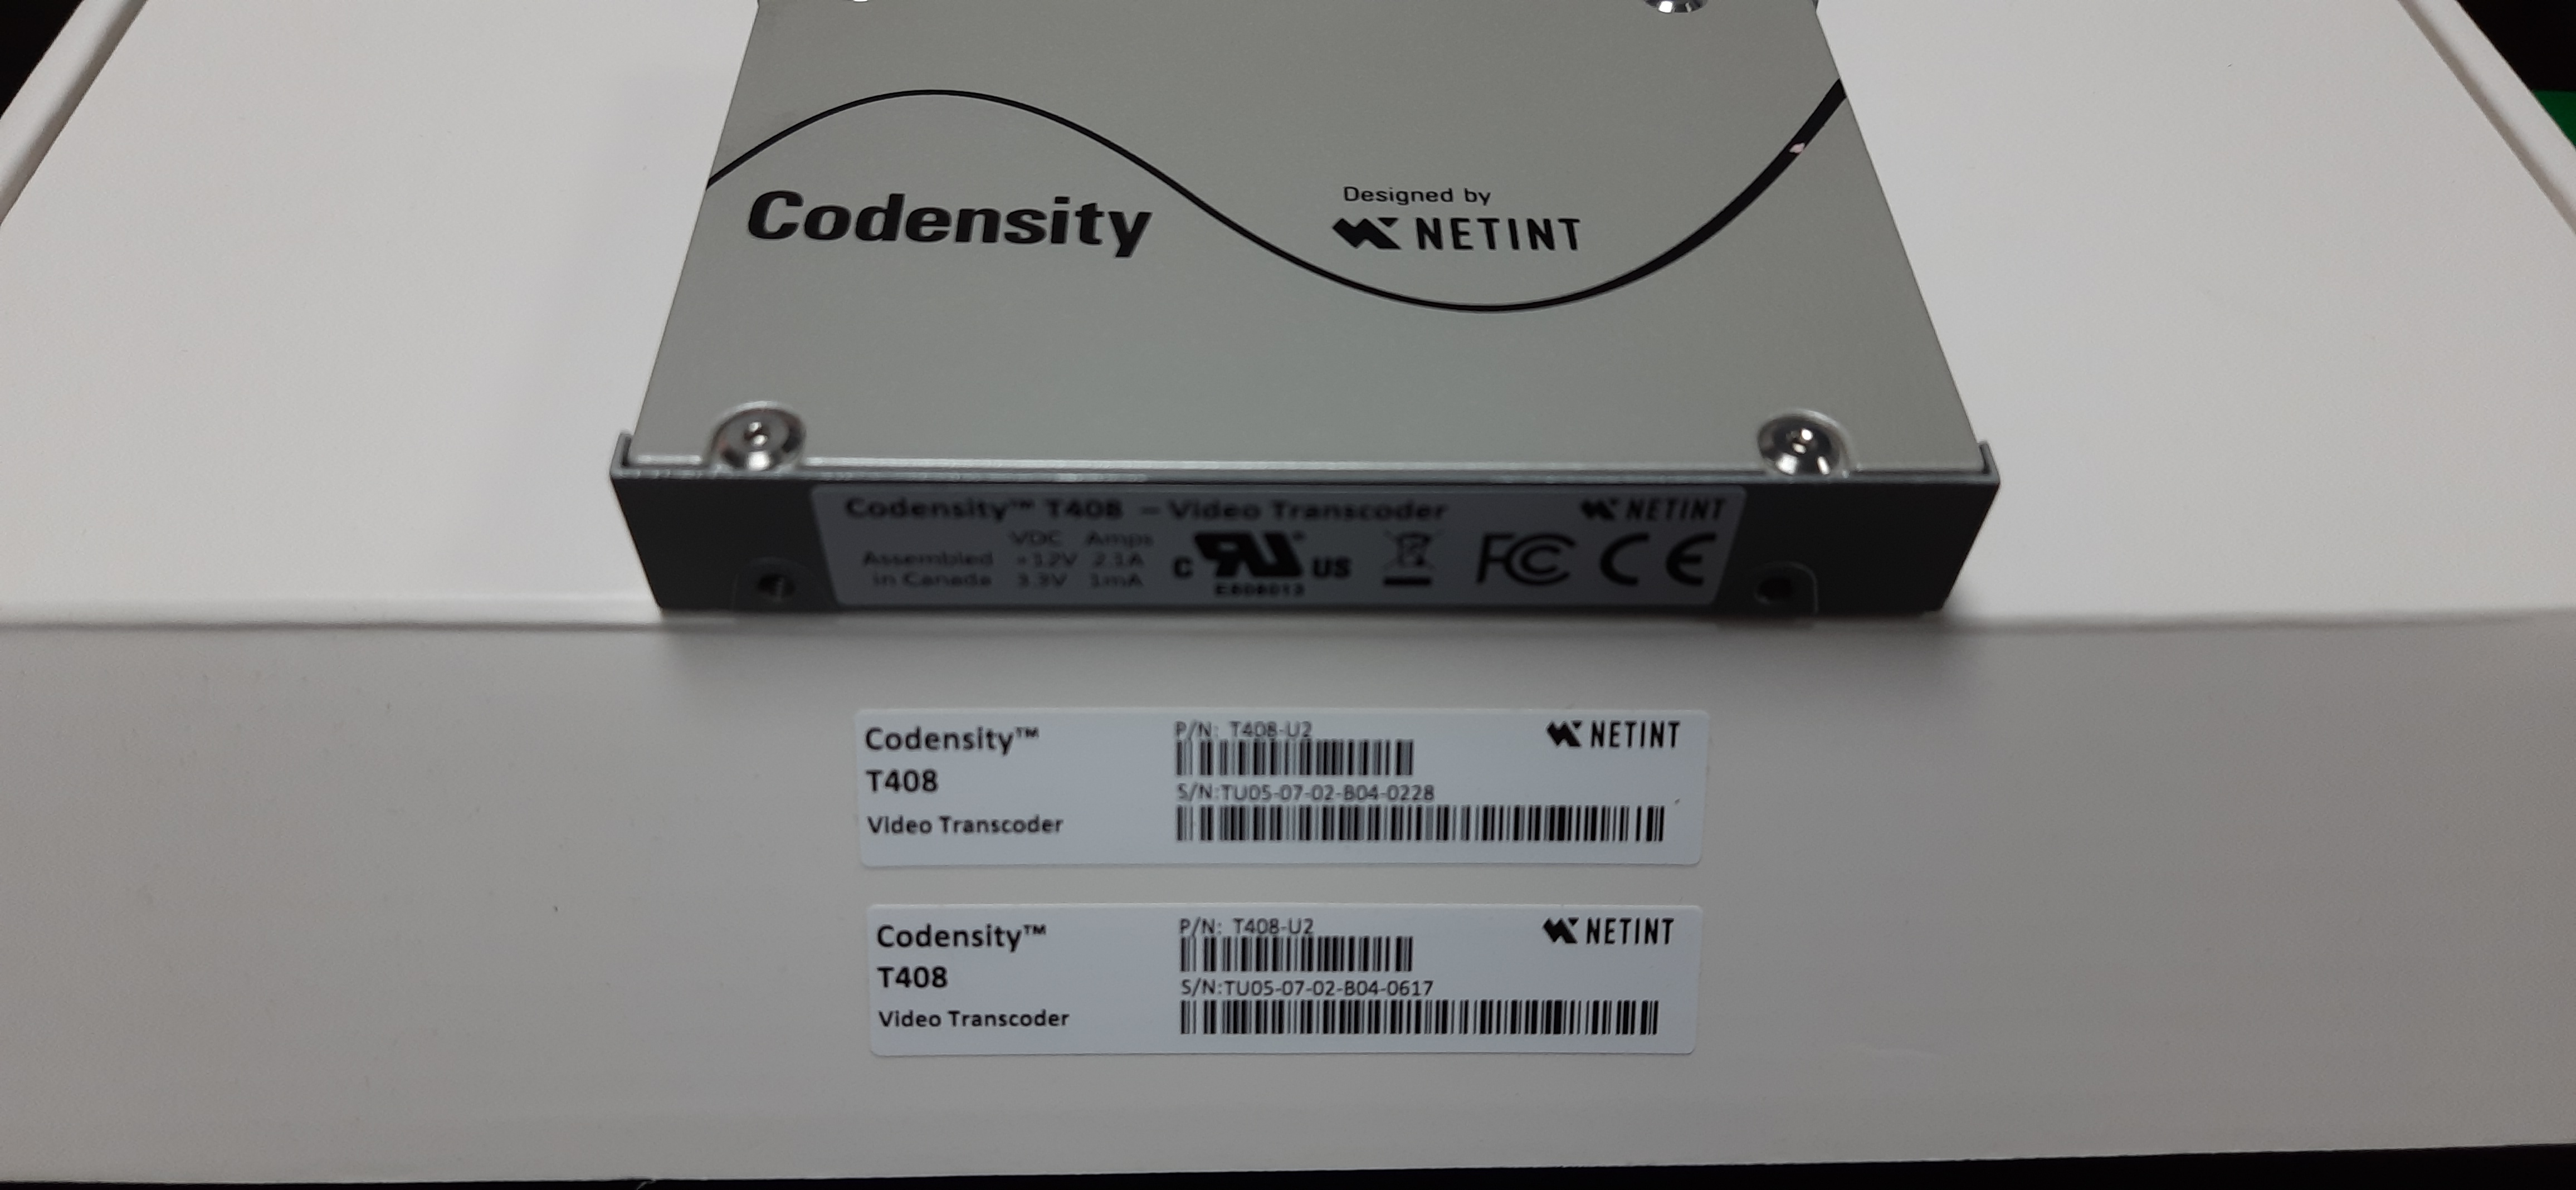 Codensity
Designed by
NETINT
Codensity™ T408 – Video Transcoder
NETINT
VDC Amps
Assembled +12V 2.1A
in Canada 3.3V 1mA
C RU® US
FC CE
Codensity™
T408
Video Transcoder
P/N: T408-U2
S/N:TU05-07-02-B04-0228
NETINT
Codensity™
T408
Video Transcoder
P/N: T408-U2
S/N:TU05-07-02-B04-0617
NETINT